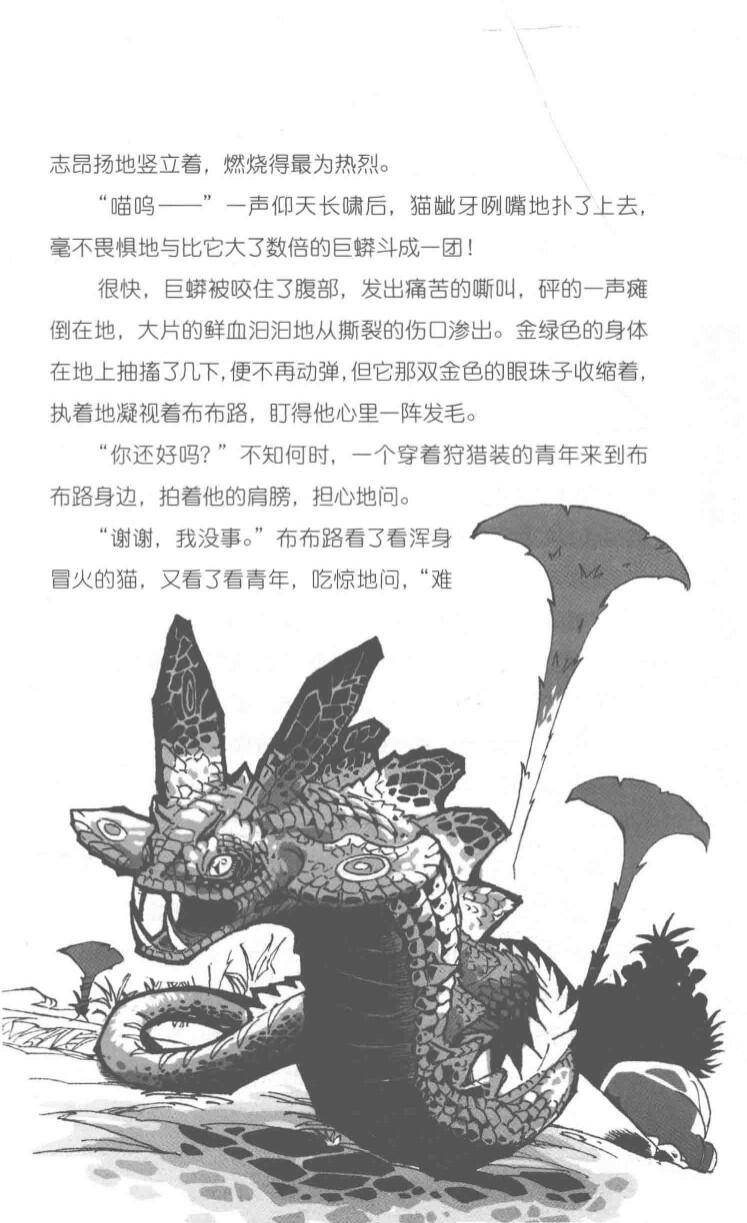 志昂扬地竖立着，燃烧得最为热烈。
“喵呜——”一声仰天长啸后，猫龇牙咧嘴地扑了上去，
毫不畏惧地与比它大了数倍的巨蟒斗成一团！
很快，巨蟒被咬住了腹部，发出痛苦的嘶叫，砰的一声瘫
倒在地，大片的鲜血汩汩地从撕裂的伤口渗出。金绿色的身体
在地上抽搐了几下，便不再动弹，但它那双金色的眼珠子收缩着，
执着地凝视着布布路，盯得他心里一阵发毛。
“你还好吗？”不知何时，一个穿着狩猎装的青年来到布
布路身边，拍着他的肩膀，担心地问。
“谢谢，我没事。”布布路看了看浑身
冒火的猫，又看了看青年，吃惊地问，“难